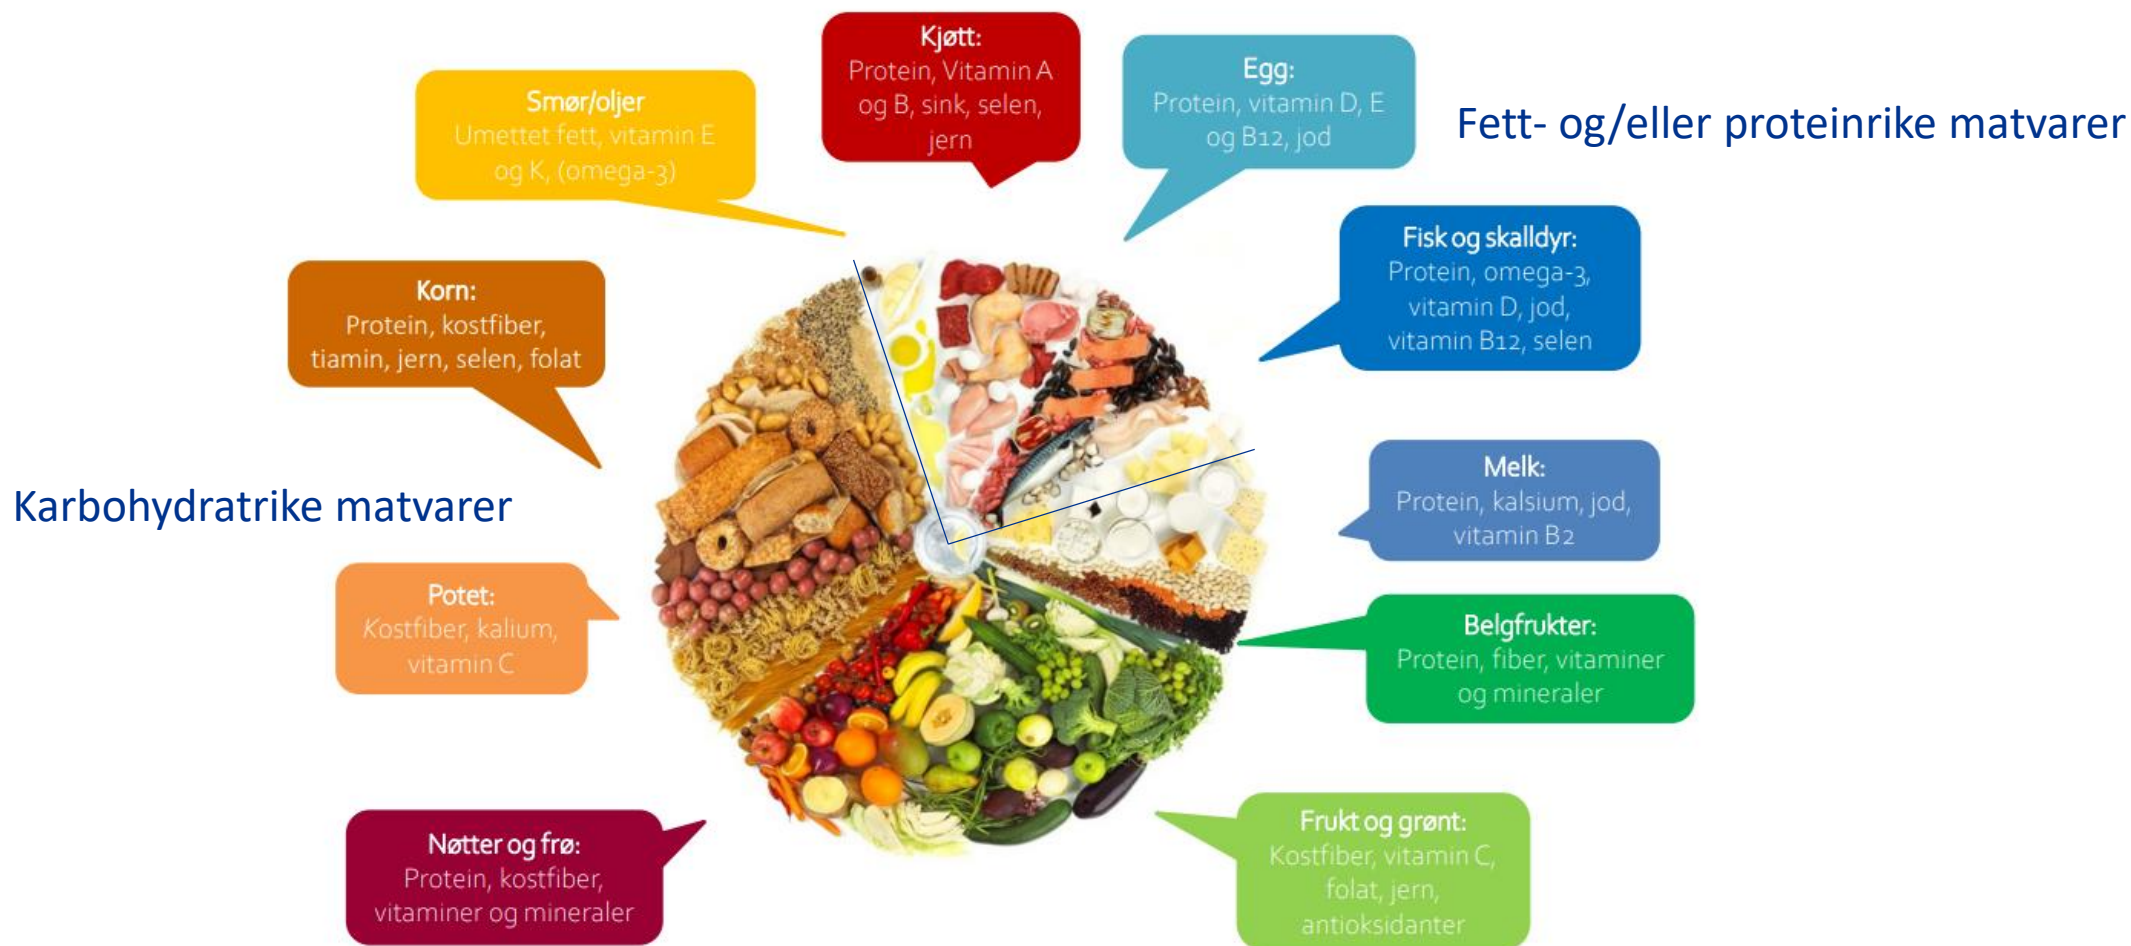 Kjøtt:
Protein, Vitamin A
og B, sink, selen,
jern
Egg:
Protein, vitamin D, E
og B12, jod
Fett- og/eller proteinrike matvarer
Smør/oljer
Umettet fett, vitamin E
og K, (omega-3)
Fisk og skalldyr:
Protein, omega-3,
vitamin D, jod,
vitamin B12, selen
Korn:
Protein, kostfiber,
tiamin, jern, selen, folat
Melk:
Protein, kalsium, jod,
vitamin B2
Karbohydratrike matvarer
Potet:
Kostfiber, kalium,
vitamin C
Belgfrukter:
Protein, fiber, vitaminer
og mineraler
Nøtter og frø:
Protein, kostfiber,
vitaminer og mineraler
Frukt og grønt:
Kostfiber, vitamin C,
folat, jern,
antioksidanter